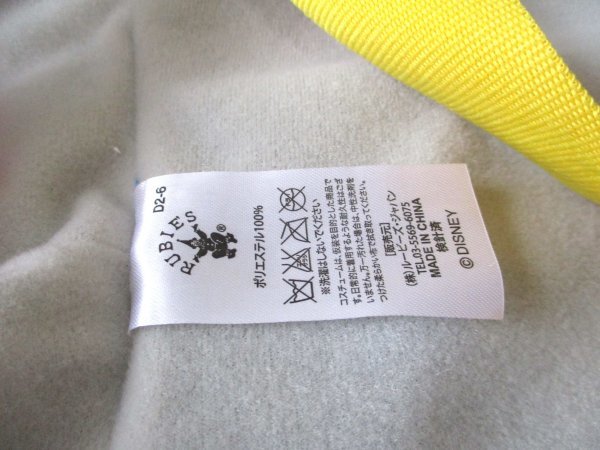 D2-6
RUBIE'S
®
ポリエステル100%
※洗濯はしないでください
コスチュームは、仮装を目的とした商品で
す。日常的に着用するような耐久性はござ
いません。万一汚れた場合は、中性洗剤を
つけた柔らかい布で拭き取ってください。
【販売元】
(株)ルービーズ・ジャパン
TEL.03-5569-6075
MADE IN CHINA
検針済
© DISNEY